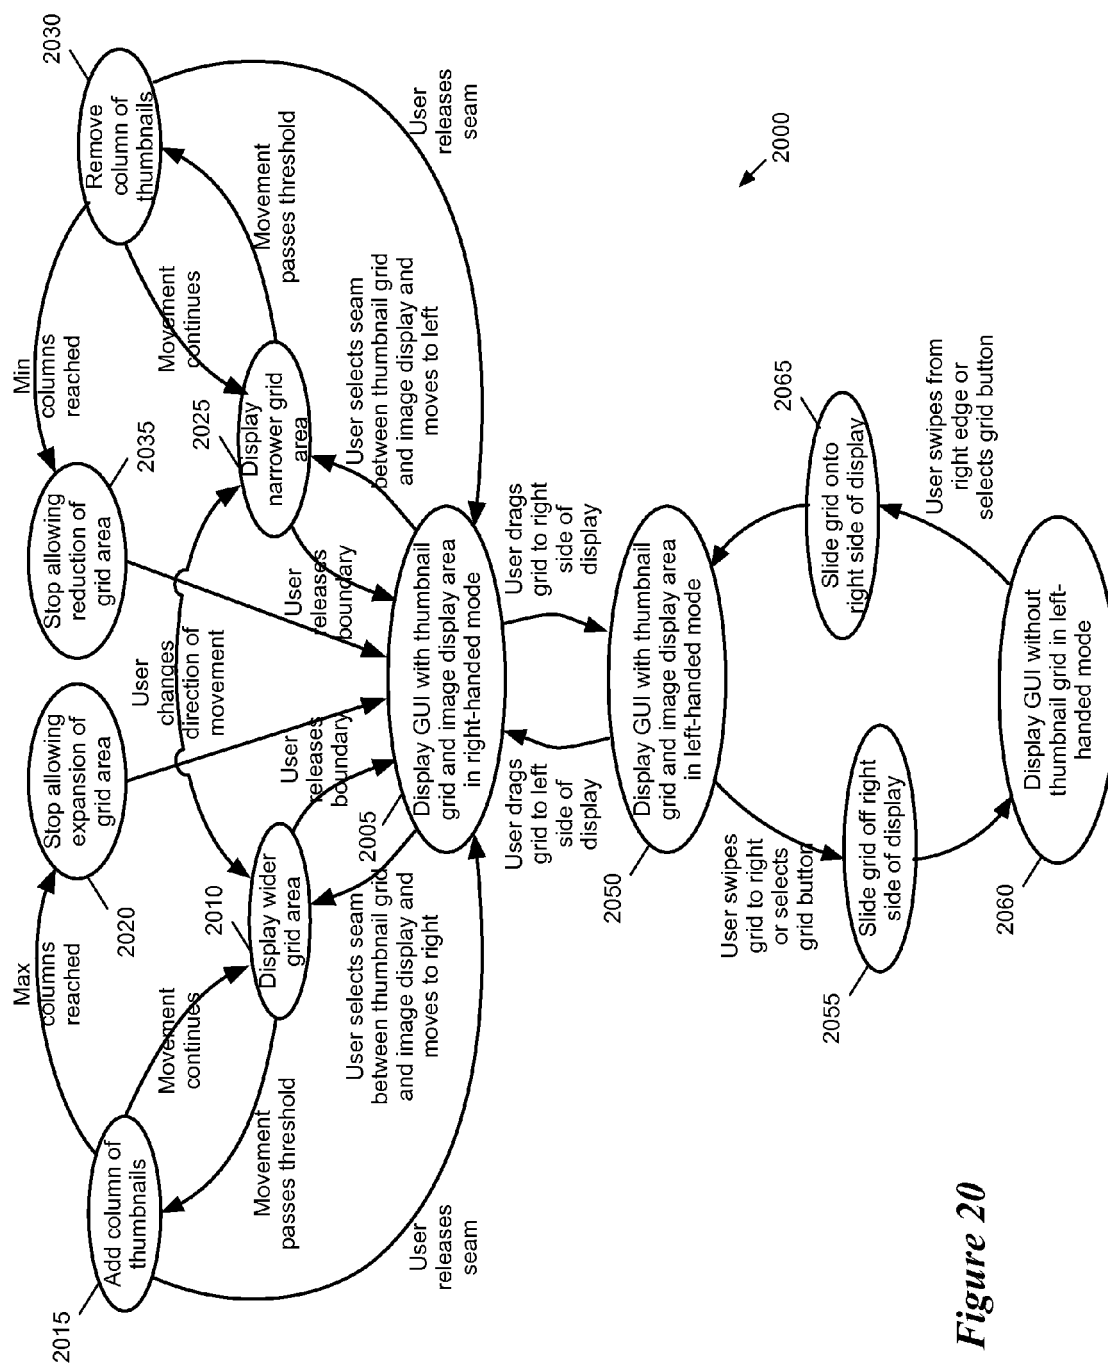 2015
Add column of
thumbnails
Max
columns
reached
2020
Stop allowing
expansion of
grid area
2035
Stop allowing
reduction of
grid area
Min
columns
reached
2030
Remove
column of
thumbnails
Movement
continues
User
changes
direction of
movement
Movement
continues
Movement
passes threshold
2010
Display wider
grid area
User
releases
boundary
User
releases
boundary
2025
Display
narrower grid
area
Movement
passes threshold
User
releases
seam
User selects seam
between thumbnail grid
and image display and
moves to right
2005
Display GUI with thumbnail
grid and image display area
in right-handed mode
User selects seam
between thumbnail grid
and image display and
moves to left
User
releases
seam
User drags
grid to left
side of
display
User drags
grid to right
side of
display
2000
2050
Display GUI with thumbnail
grid and image display area
in left-handed mode
User swipes
grid to right
or selects
grid button
2055
Slide grid off right
side of display
2065
Slide grid onto
right side of display
User swipes from
right edge or
selects grid button
2060
Display GUI without
thumbnail grid in left-
handed mode
Figure 20